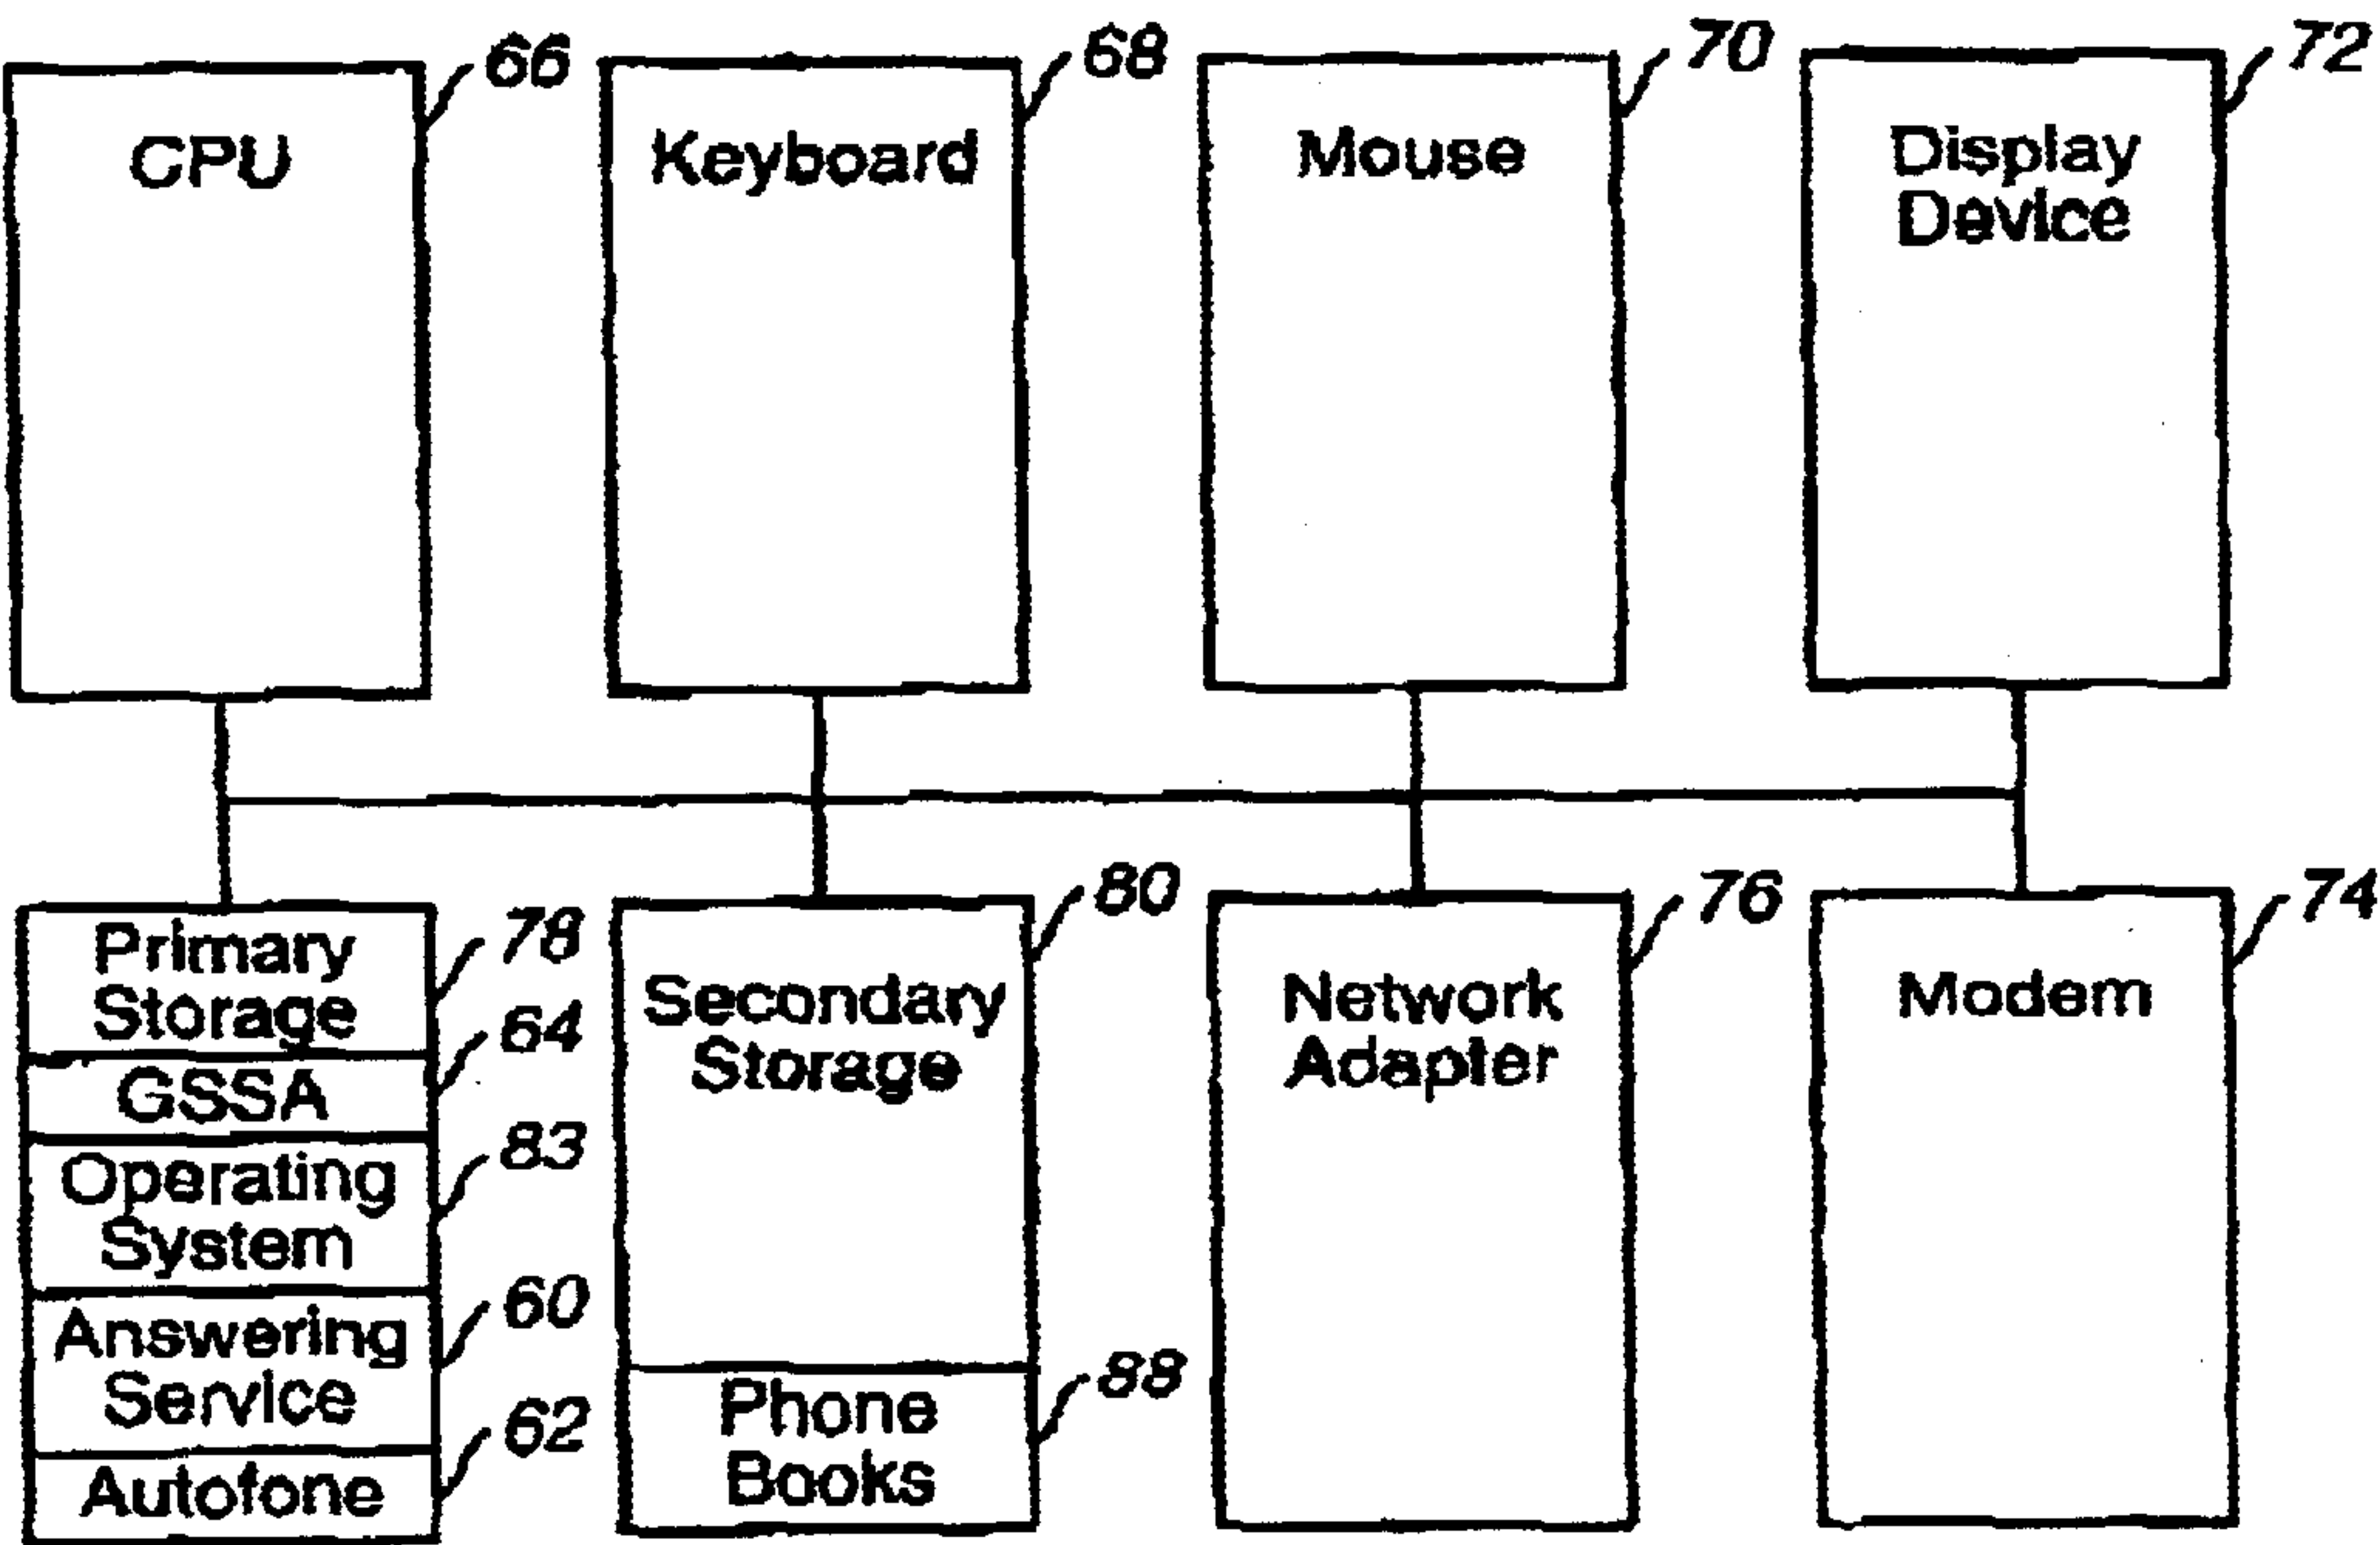 66
CPU
68
Keyboard
70
Mouse
72
Display
Device
78
Primary
Storage
64
GSSA
83
Operating
System
60
Answering
Service
62
Autofone
80
Secondary
Storage
88
Phone
Books
76
Network
Adapter
74
Modem